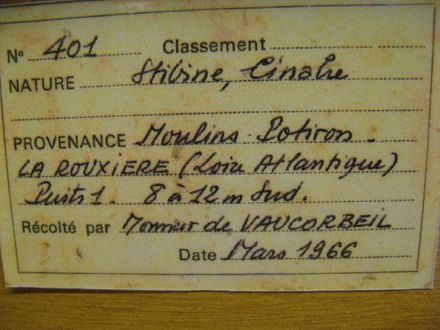 N° 401 Classement
NATURE Stibine, Cinabre
PROVENANCE Moulins Potiron.
LA ROUXIERE (Loire Atlantique)
Puits 1. 8 à 12 m Sud.
Récolté par Monnier de VAUCORBEIL
Date Mars 1966